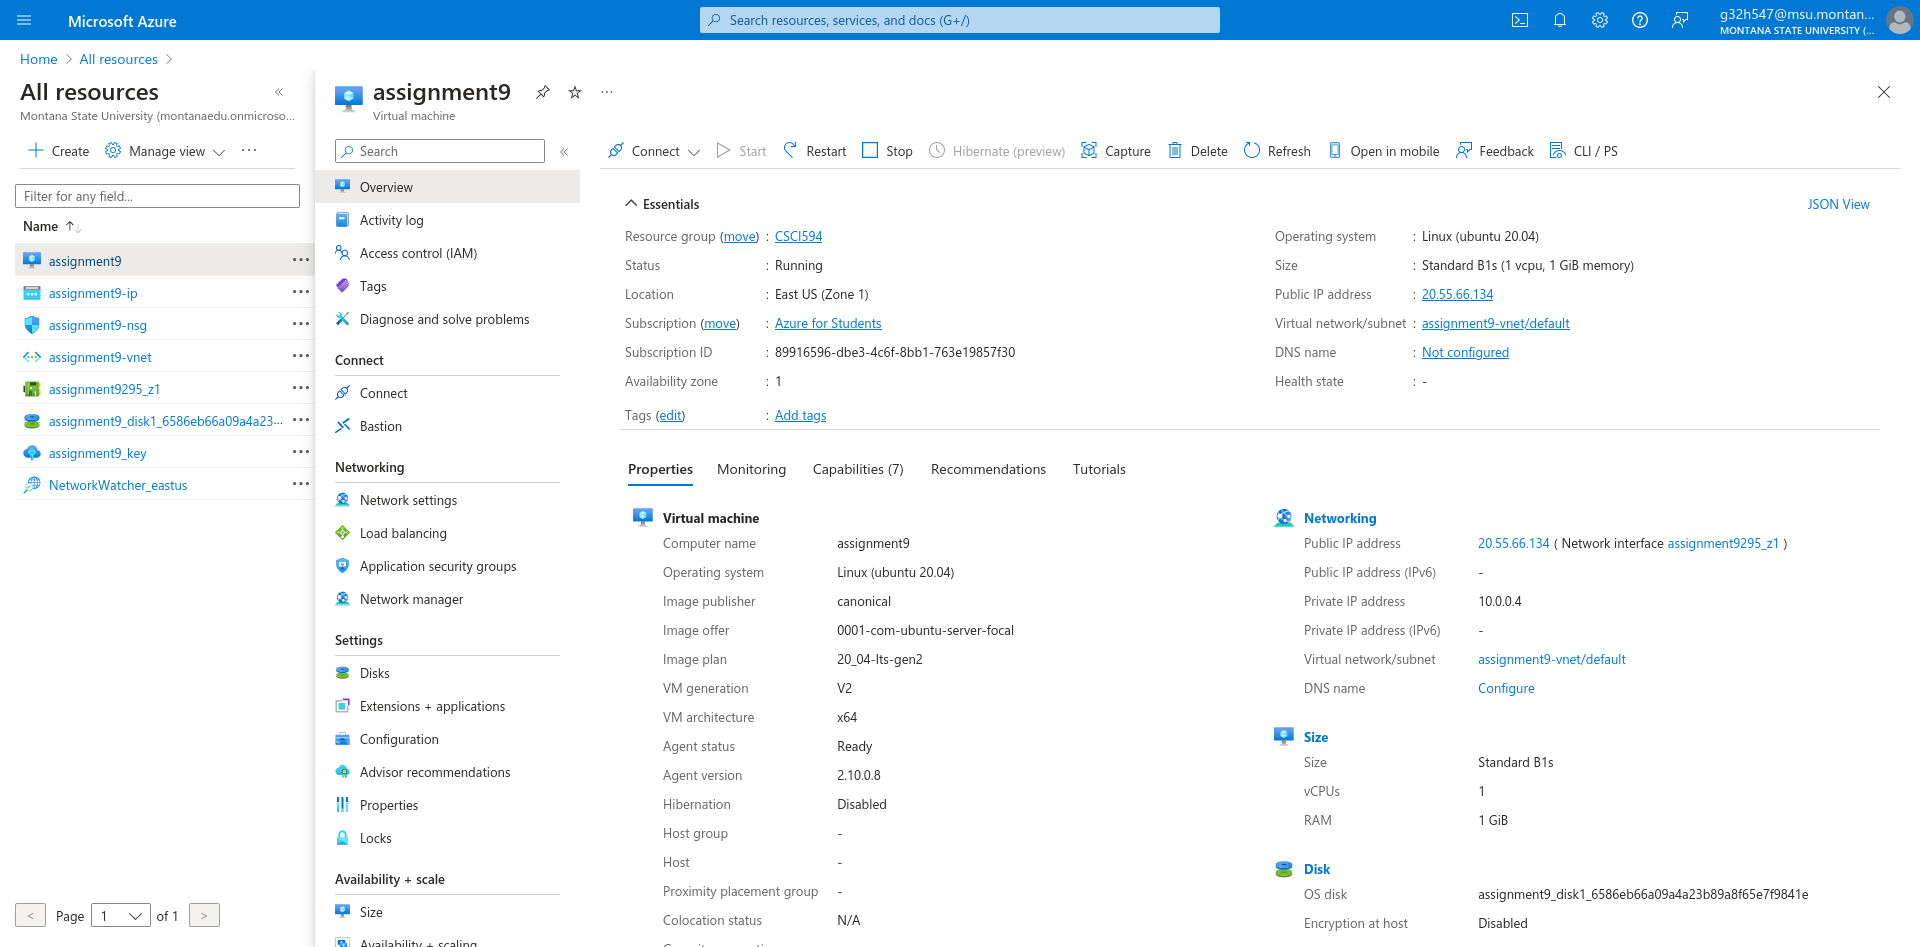 Microsoft Azure
Search resources, services, and docs (G+/)
g32h547@msu.montan...
MONTANA STATE UNIVERSITY (...
Home > All resources >
All resources
Montana State University (montanaedu.onmicroso...
Create Manage view
Filter for any field...
Name
assignment9
assignment9-ip
assignment9-nsg
assignment9-vnet
assignment9295_z1
assignment9_disk1_6586eb66a09a4a23...
assignment9_key
NetworkWatcher_eastus
< Page 1 of 1 >
assignment9
Virtual machine
Search
Overview
Activity log
Access control (IAM)
Tags
Diagnose and solve problems
Connect
Connect
Bastion
Networking
Network settings
Load balancing
Application security groups
Network manager
Settings
Disks
Extensions + applications
Configuration
Advisor recommendations
Properties
Locks
Availability + scale
Size
Availability + scaling
Connect Start Restart Stop Hibernate (preview) Capture Delete Refresh Open in mobile Feedback CLI / PS
Essentials
JSON View
Resource group (move) : CSCI594
Status : Running
Location : East US (Zone 1)
Subscription (move) : Azure for Students
Subscription ID : 89916596-dbe3-4c6f-8bb1-763e19857f30
Availability zone : 1
Operating system : Linux (ubuntu 20.04)
Size : Standard B1s (1 vcpu, 1 GiB memory)
Public IP address : 20.55.66.134
Virtual network/subnet : assignment9-vnet/default
DNS name : Not configured
Health state : -
Tags (edit) : Add tags
Properties Monitoring Capabilities (7) Recommendations Tutorials
Virtual machine
Computer name assignment9
Operating system Linux (ubuntu 20.04)
Image publisher canonical
Image offer 0001-com-ubuntu-server-focal
Image plan 20_04-lts-gen2
VM generation V2
VM architecture x64
Agent status Ready
Agent version 2.10.0.8
Hibernation Disabled
Host group -
Host -
Proximity placement group -
Colocation status N/A
Networking
Public IP address 20.55.66.134 ( Network interface assignment9295_z1 )
Public IP address (IPv6) -
Private IP address 10.0.0.4
Private IP address (IPv6) -
Virtual network/subnet assignment9-vnet/default
DNS name Configure
Size
Size Standard B1s
vCPUs 1
RAM 1 GiB
Disk
OS disk assignment9_disk1_6586eb66a09a4a23b89a8f65e7f9841e
Encryption at host Disabled